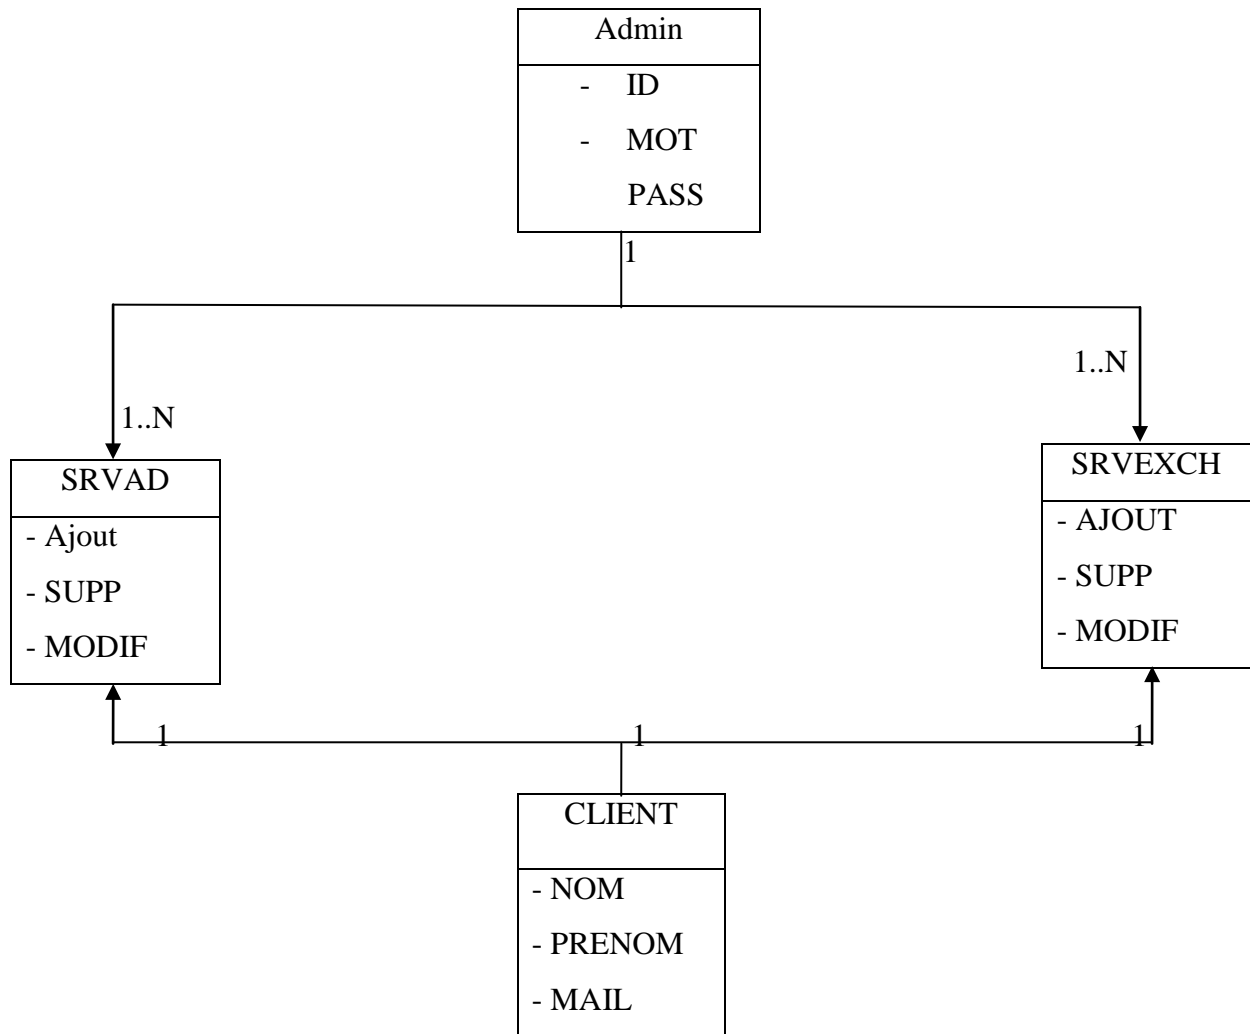 Admin
- ID
- MOT
PASS
1
1..N
1..N
SRVAD
- Ajout
- SUPP
- MODIF
SRVEXCH
- AJOUT
- SUPP
- MODIF
1
1
1
CLIENT
- NOM
- PRENOM
- MAIL